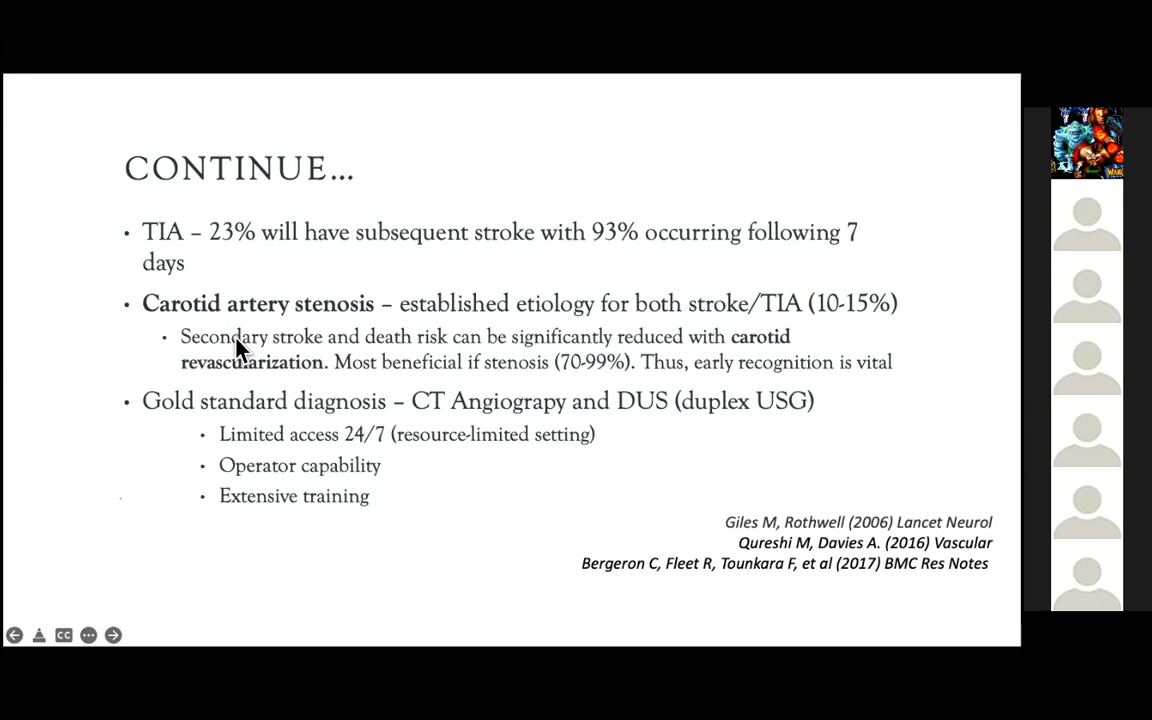 CONTINUE…
• TIA – 23% will have subsequent stroke with 93% occurring following 7
days
• Carotid artery stenosis – established etiology for both stroke/TIA (10-15%)
• Secondary stroke and death risk can be significantly reduced with carotid
revascularization. Most beneficial if stenosis (70-99%). Thus, early recognition is vital
• Gold standard diagnosis – CT Angiograpy and DUS (duplex USG)
• Limited access 24/7 (resource-limited setting)
• Operator capability
• Extensive training
Giles M, Rothwell (2006) Lancet Neurol
Qureshi M, Davies A. (2016) Vascular
Bergeron C, Fleet R, Tounkara F, et al (2017) BMC Res Notes
CC